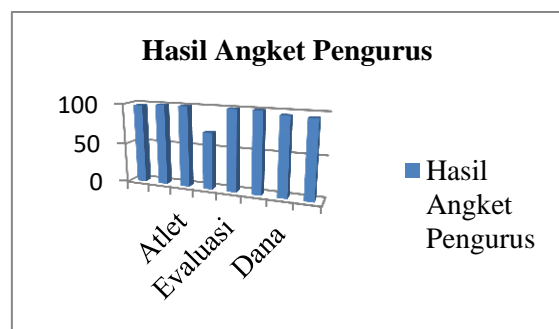 Hasil Angket Pengurus
100
50
0
Atlet
Evaluasi
Dana
Hasil
Angket
Pengurus